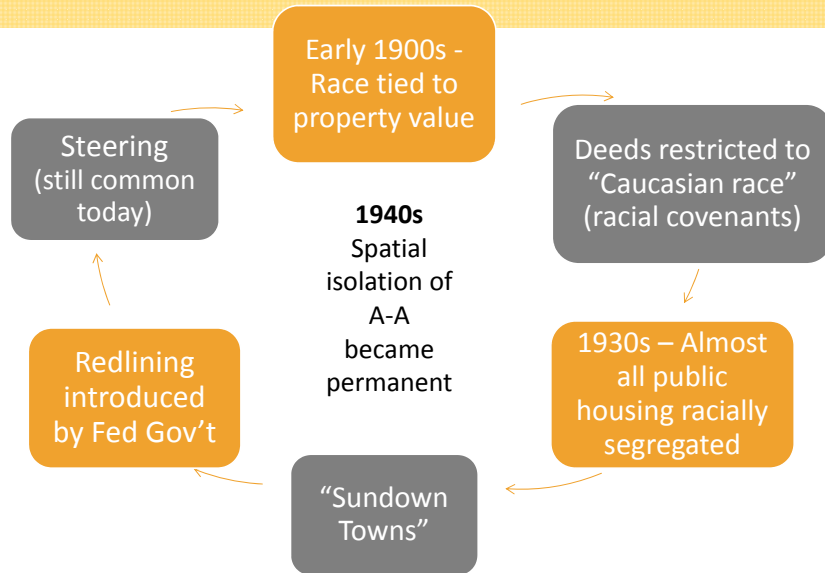 Early 1900s -
Race tied to
property value
Deeds restricted to
“Caucasian race”
(racial covenants)
1930s – Almost
all public
housing racially
segregated
“Sundown
Towns”
Redlining
introduced
by Fed Gov’t
Steering
(still common
today)
1940s
Spatial
isolation of
A-A
became
permanent